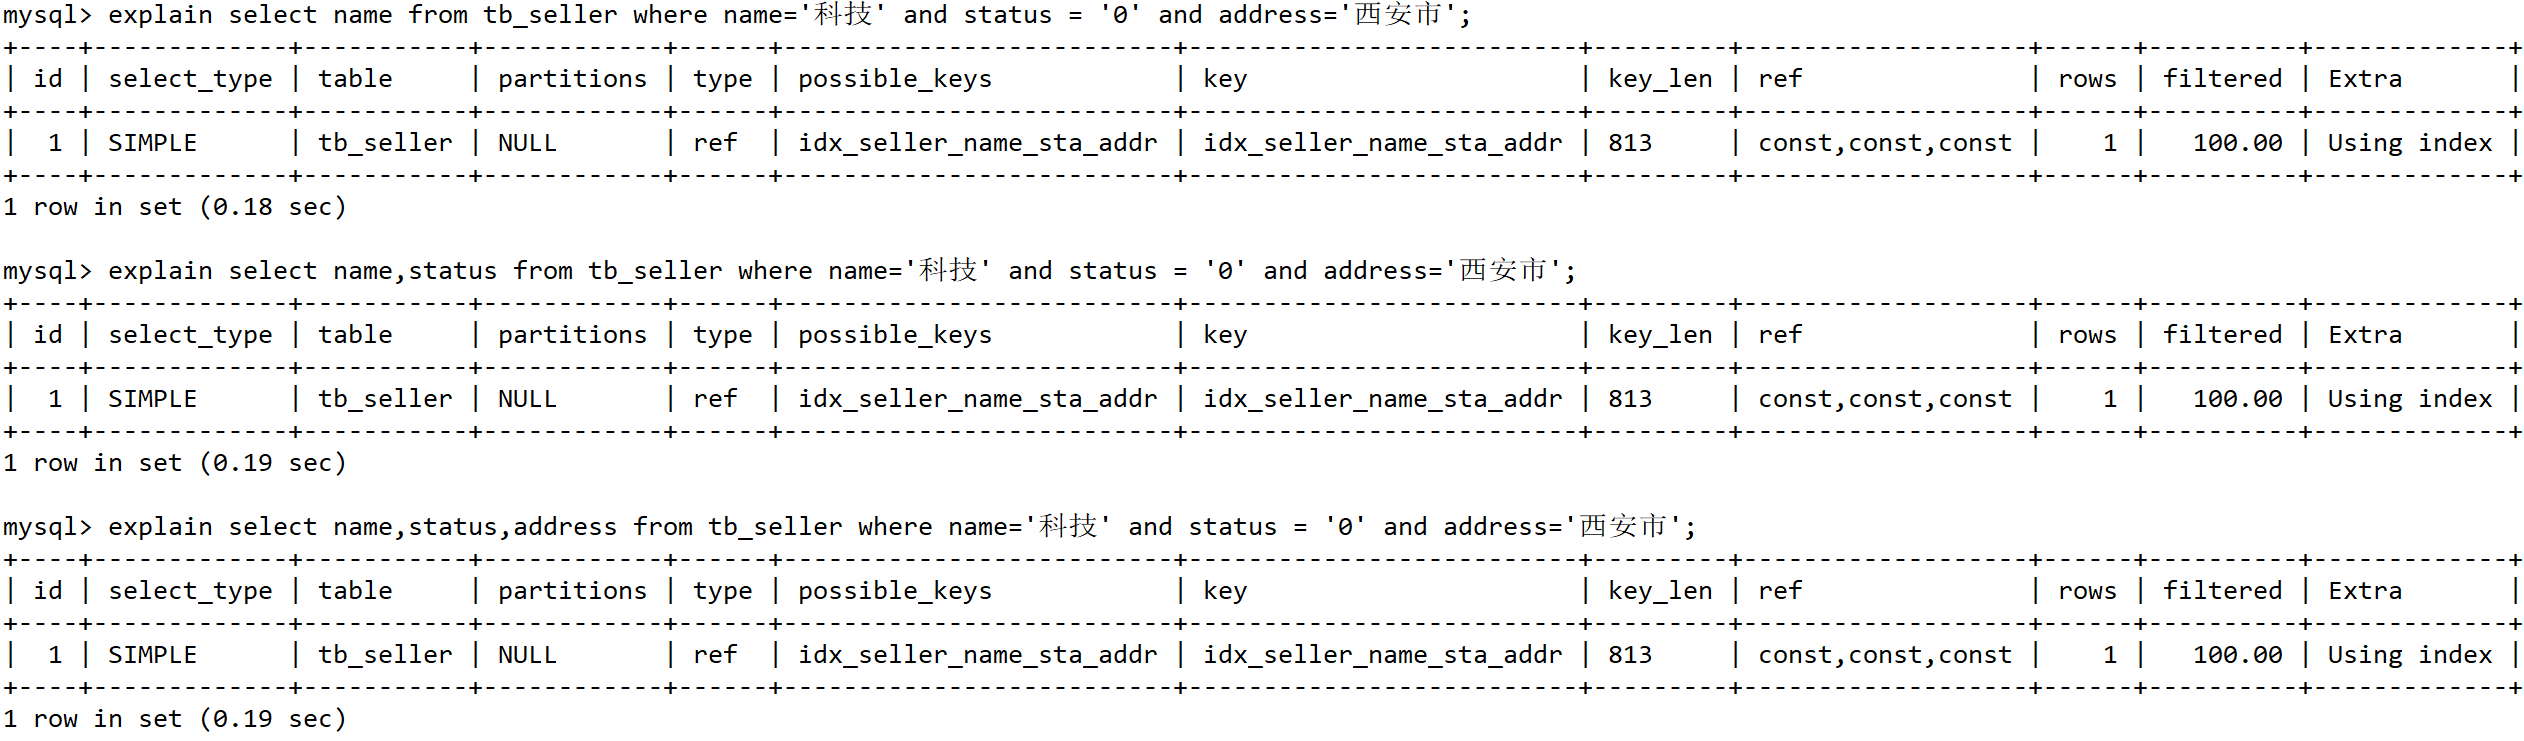 mysql> explain select name from tb_seller where name='科技' and status = '0' and address='西安市';
+----+-------------+-----------+------------+------+--------------------------+--------------------------+---------+-------------------+------+----------+-------------+
| id | select_type | table     | partitions | type | possible_keys            | key                      | key_len | ref               | rows | filtered | Extra       |
+----+-------------+-----------+------------+------+--------------------------+--------------------------+---------+-------------------+------+----------+-------------+
|  1 | SIMPLE      | tb_seller | NULL       | ref  | idx_seller_name_sta_addr | idx_seller_name_sta_addr | 813     | const,const,const |    1 |   100.00 | Using index |
+----+-------------+-----------+------------+------+--------------------------+--------------------------+---------+-------------------+------+----------+-------------+
1 row in set (0.18 sec)
mysql> explain select name,status from tb_seller where name='科技' and status = '0' and address='西安市';
+----+-------------+-----------+------------+------+--------------------------+--------------------------+---------+-------------------+------+----------+-------------+
| id | select_type | table     | partitions | type | possible_keys            | key                      | key_len | ref               | rows | filtered | Extra       |
+----+-------------+-----------+------------+------+--------------------------+--------------------------+---------+-------------------+------+----------+-------------+
|  1 | SIMPLE      | tb_seller | NULL       | ref  | idx_seller_name_sta_addr | idx_seller_name_sta_addr | 813     | const,const,const |    1 |   100.00 | Using index |
+----+-------------+-----------+------------+------+--------------------------+--------------------------+---------+-------------------+------+----------+-------------+
1 row in set (0.19 sec)
mysql> explain select name,status,address from tb_seller where name='科技' and status = '0' and address='西安市';
+----+-------------+-----------+------------+------+--------------------------+--------------------------+---------+-------------------+------+----------+-------------+
| id | select_type | table     | partitions | type | possible_keys            | key                      | key_len | ref               | rows | filtered | Extra       |
+----+-------------+-----------+------------+------+--------------------------+--------------------------+---------+-------------------+------+----------+-------------+
|  1 | SIMPLE      | tb_seller | NULL       | ref  | idx_seller_name_sta_addr | idx_seller_name_sta_addr | 813     | const,const,const |    1 |   100.00 | Using index |
+----+-------------+-----------+------------+------+--------------------------+--------------------------+---------+-------------------+------+----------+-------------+
1 row in set (0.19 sec)